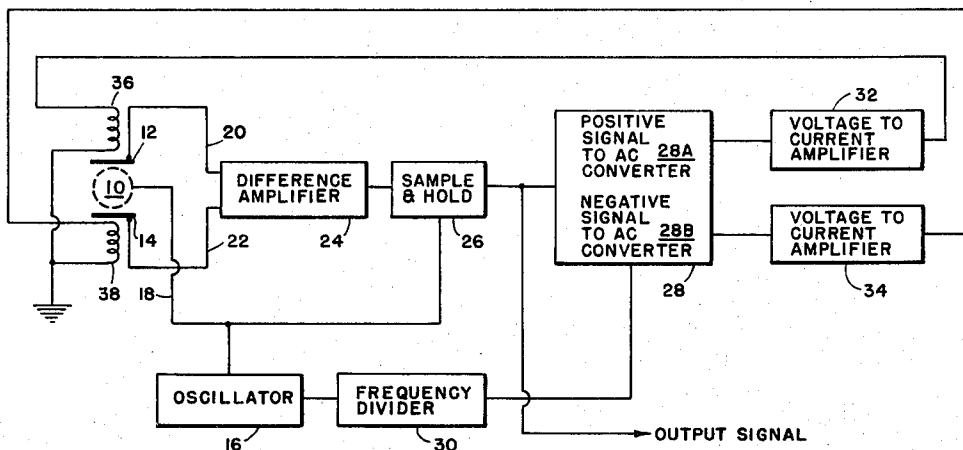 36
12
20
10
14
22
38
18
DIFFERENCE
AMPLIFIER
24
SAMPLE
& HOLD
26
POSITIVE
SIGNAL
TO AC 28A
CONVERTER
NEGATIVE
SIGNAL
TO AC 28B
CONVERTER
28
32
VOLTAGE TO
CURRENT
AMPLIFIER
VOLTAGE TO
CURRENT
AMPLIFIER
34
OSCILLATOR
16
FREQUENCY
DIVIDER
30
OUTPUT SIGNAL